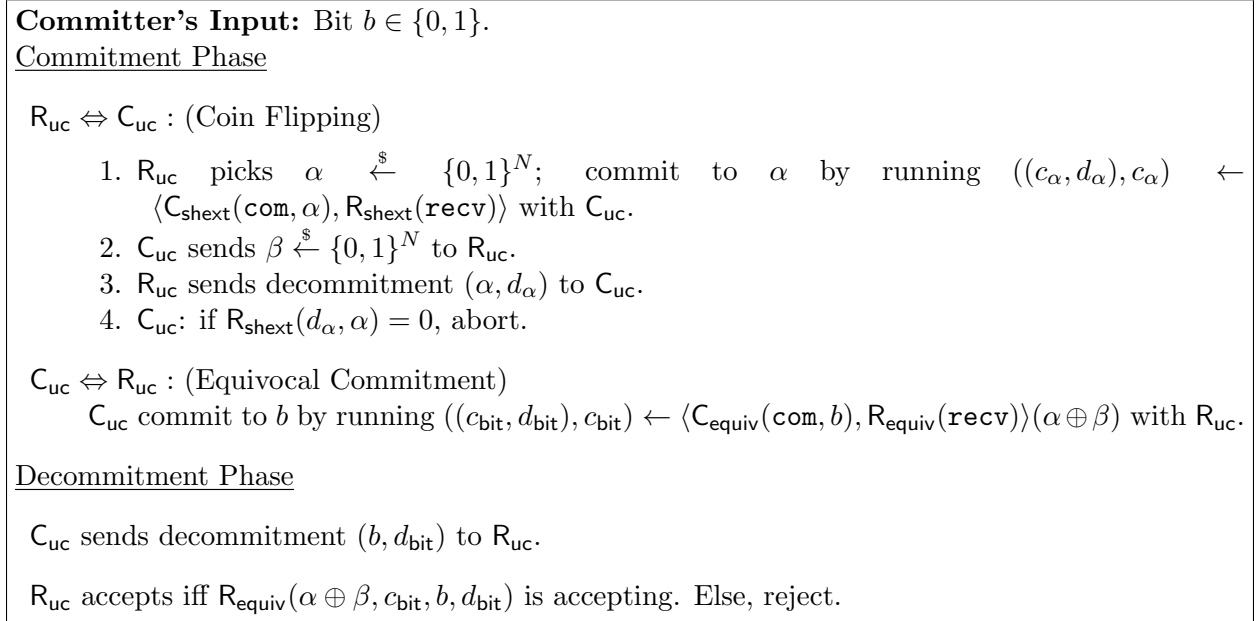 Committer's Input: Bit b ∈ {0, 1}.
Commitment Phase
R_uc ⇔ C_uc : (Coin Flipping)
1. R_uc picks α ←$ {0, 1}^N; commit to α by running ((c_α, d_α), c_α) ←
⟨C_shext(com, α), R_shext(recv)⟩ with C_uc.
2. C_uc sends β ←$ {0, 1}^N to R_uc.
3. R_uc sends decommitment (α, d_α) to C_uc.
4. C_uc: if R_shext(d_α, α) = 0, abort.
C_uc ⇔ R_uc : (Equivocal Commitment)
C_uc commit to b by running ((c_bit, d_bit), c_bit) ← ⟨C_equiv(com, b), R_equiv(recv)⟩(α ⊕ β) with R_uc.
Decommitment Phase
C_uc sends decommitment (b, d_bit) to R_uc.
R_uc accepts iff R_equiv(α ⊕ β, c_bit, b, d_bit) is accepting. Else, reject.